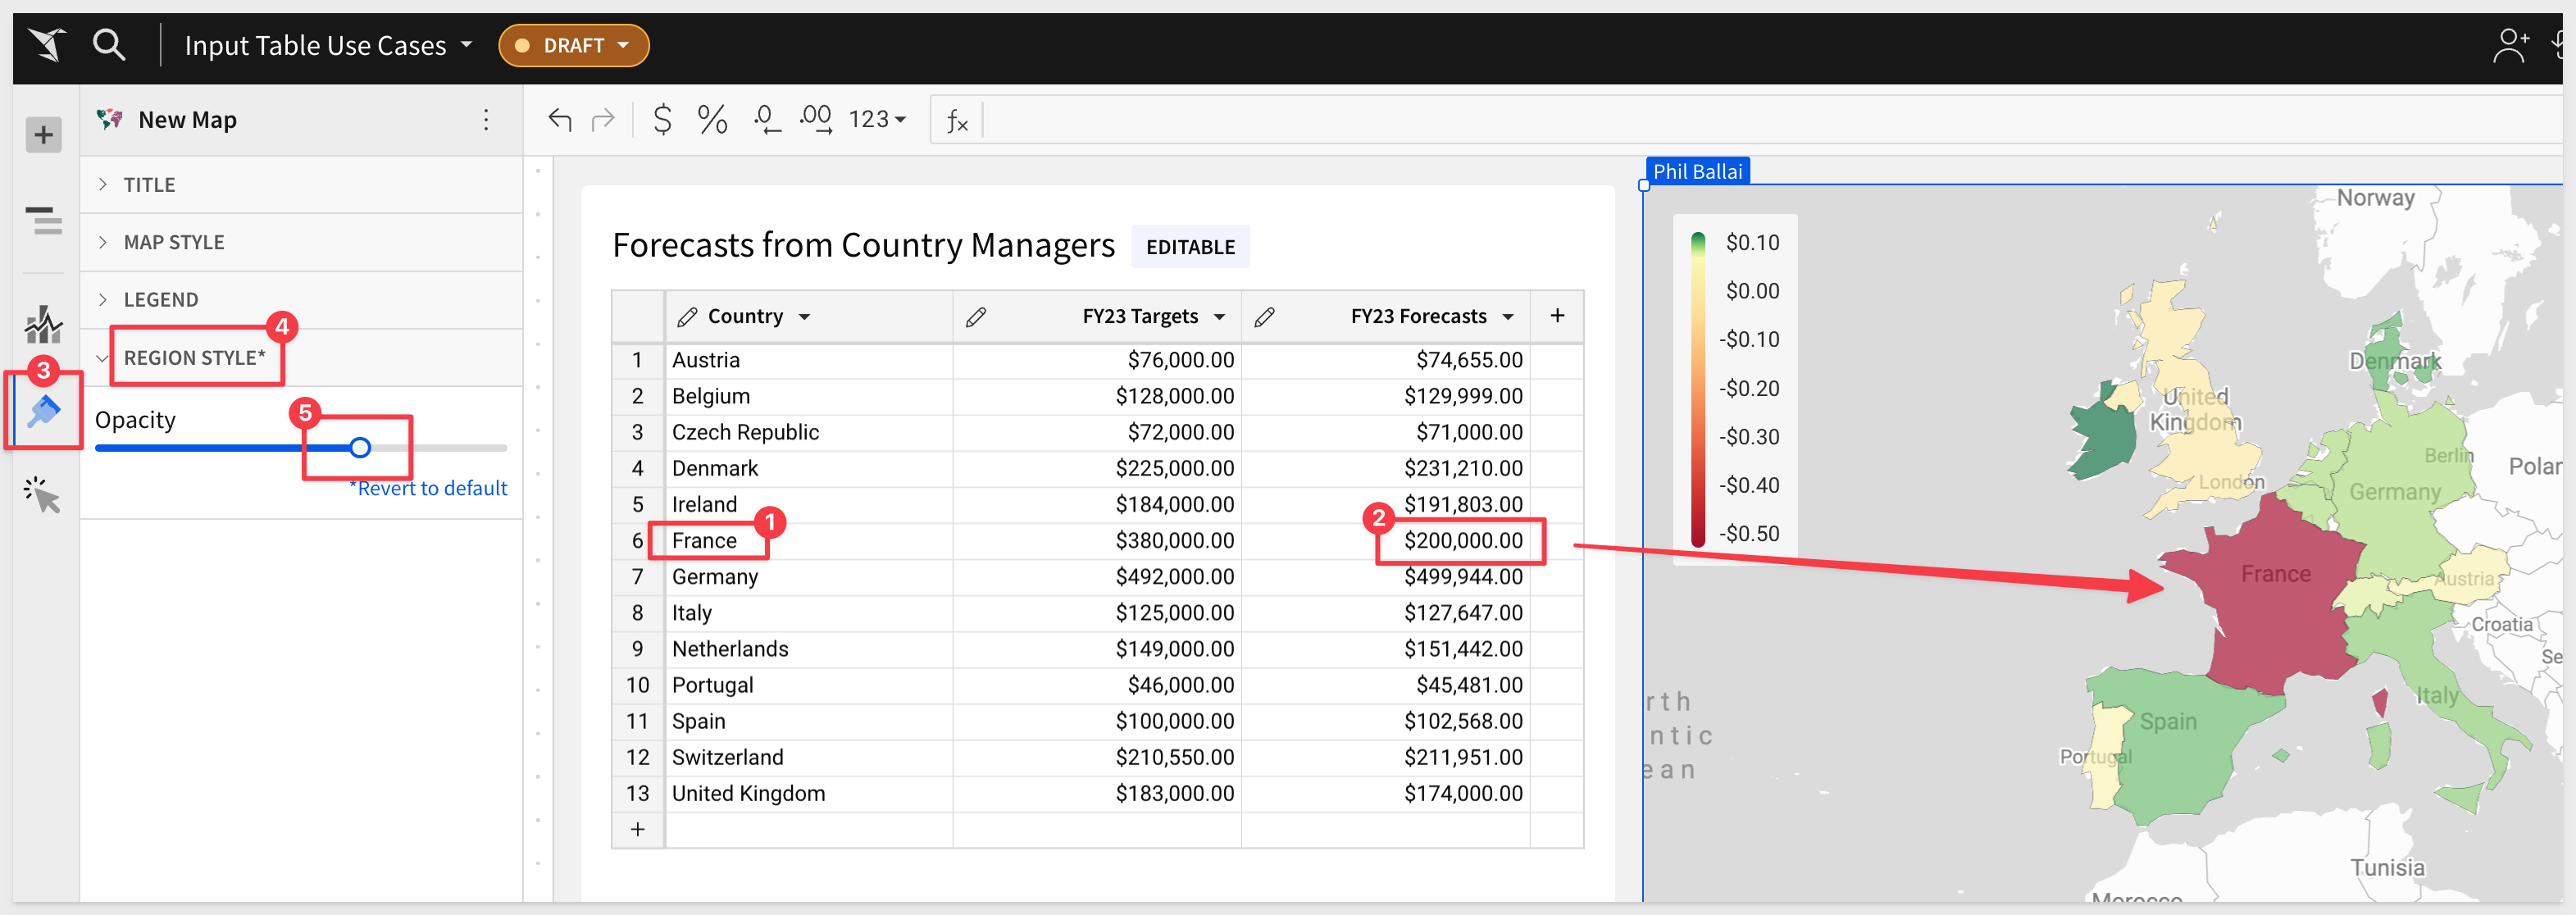 Input Table Use Cases
DRAFT
New Map
$ % .0 .00 123
fx
TITLE
MAP STYLE
LEGEND
4
REGION STYLE*
3
Opacity
5
*Revert to default
Forecasts from Country Managers EDITABLE
Country FY23 Targets FY23 Forecasts +
1 Austria $76,000.00 $74,655.00
2 Belgium $128,000.00 $129,999.00
3 Czech Republic $72,000.00 $71,000.00
4 Denmark $225,000.00 $231,210.00
5 Ireland $184,000.00 $191,803.00
1
2
6 France $380,000.00 $200,000.00
7 Germany $492,000.00 $499,944.00
8 Italy $125,000.00 $127,647.00
9 Netherlands $149,000.00 $151,442.00
10 Portugal $46,000.00 $45,481.00
11 Spain $100,000.00 $102,568.00
12 Switzerland $210,550.00 $211,951.00
13 United Kingdom $183,000.00 $174,000.00
+
Phil Ballai
$0.10
$0.00
-$0.10
-$0.20
-$0.30
-$0.40
-$0.50
Norway
Denmark
United
Kingdom
Berlin
Polar
London
Germany
France
Austria
Croatia
Se
Italy
Spain
Portugal
rth
ntic
ean
Tunisia
Morocco